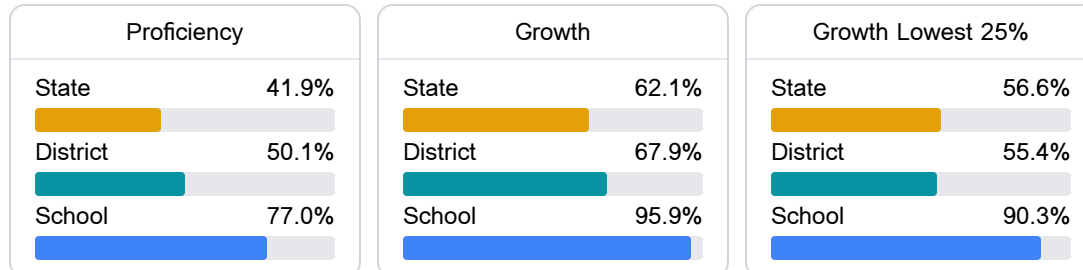 Proficiency
State 41.9%
District 50.1%
School 77.0%
Growth
State 62.1%
District 67.9%
School 95.9%
Growth Lowest 25%
State 56.6%
District 55.4%
School 90.3%